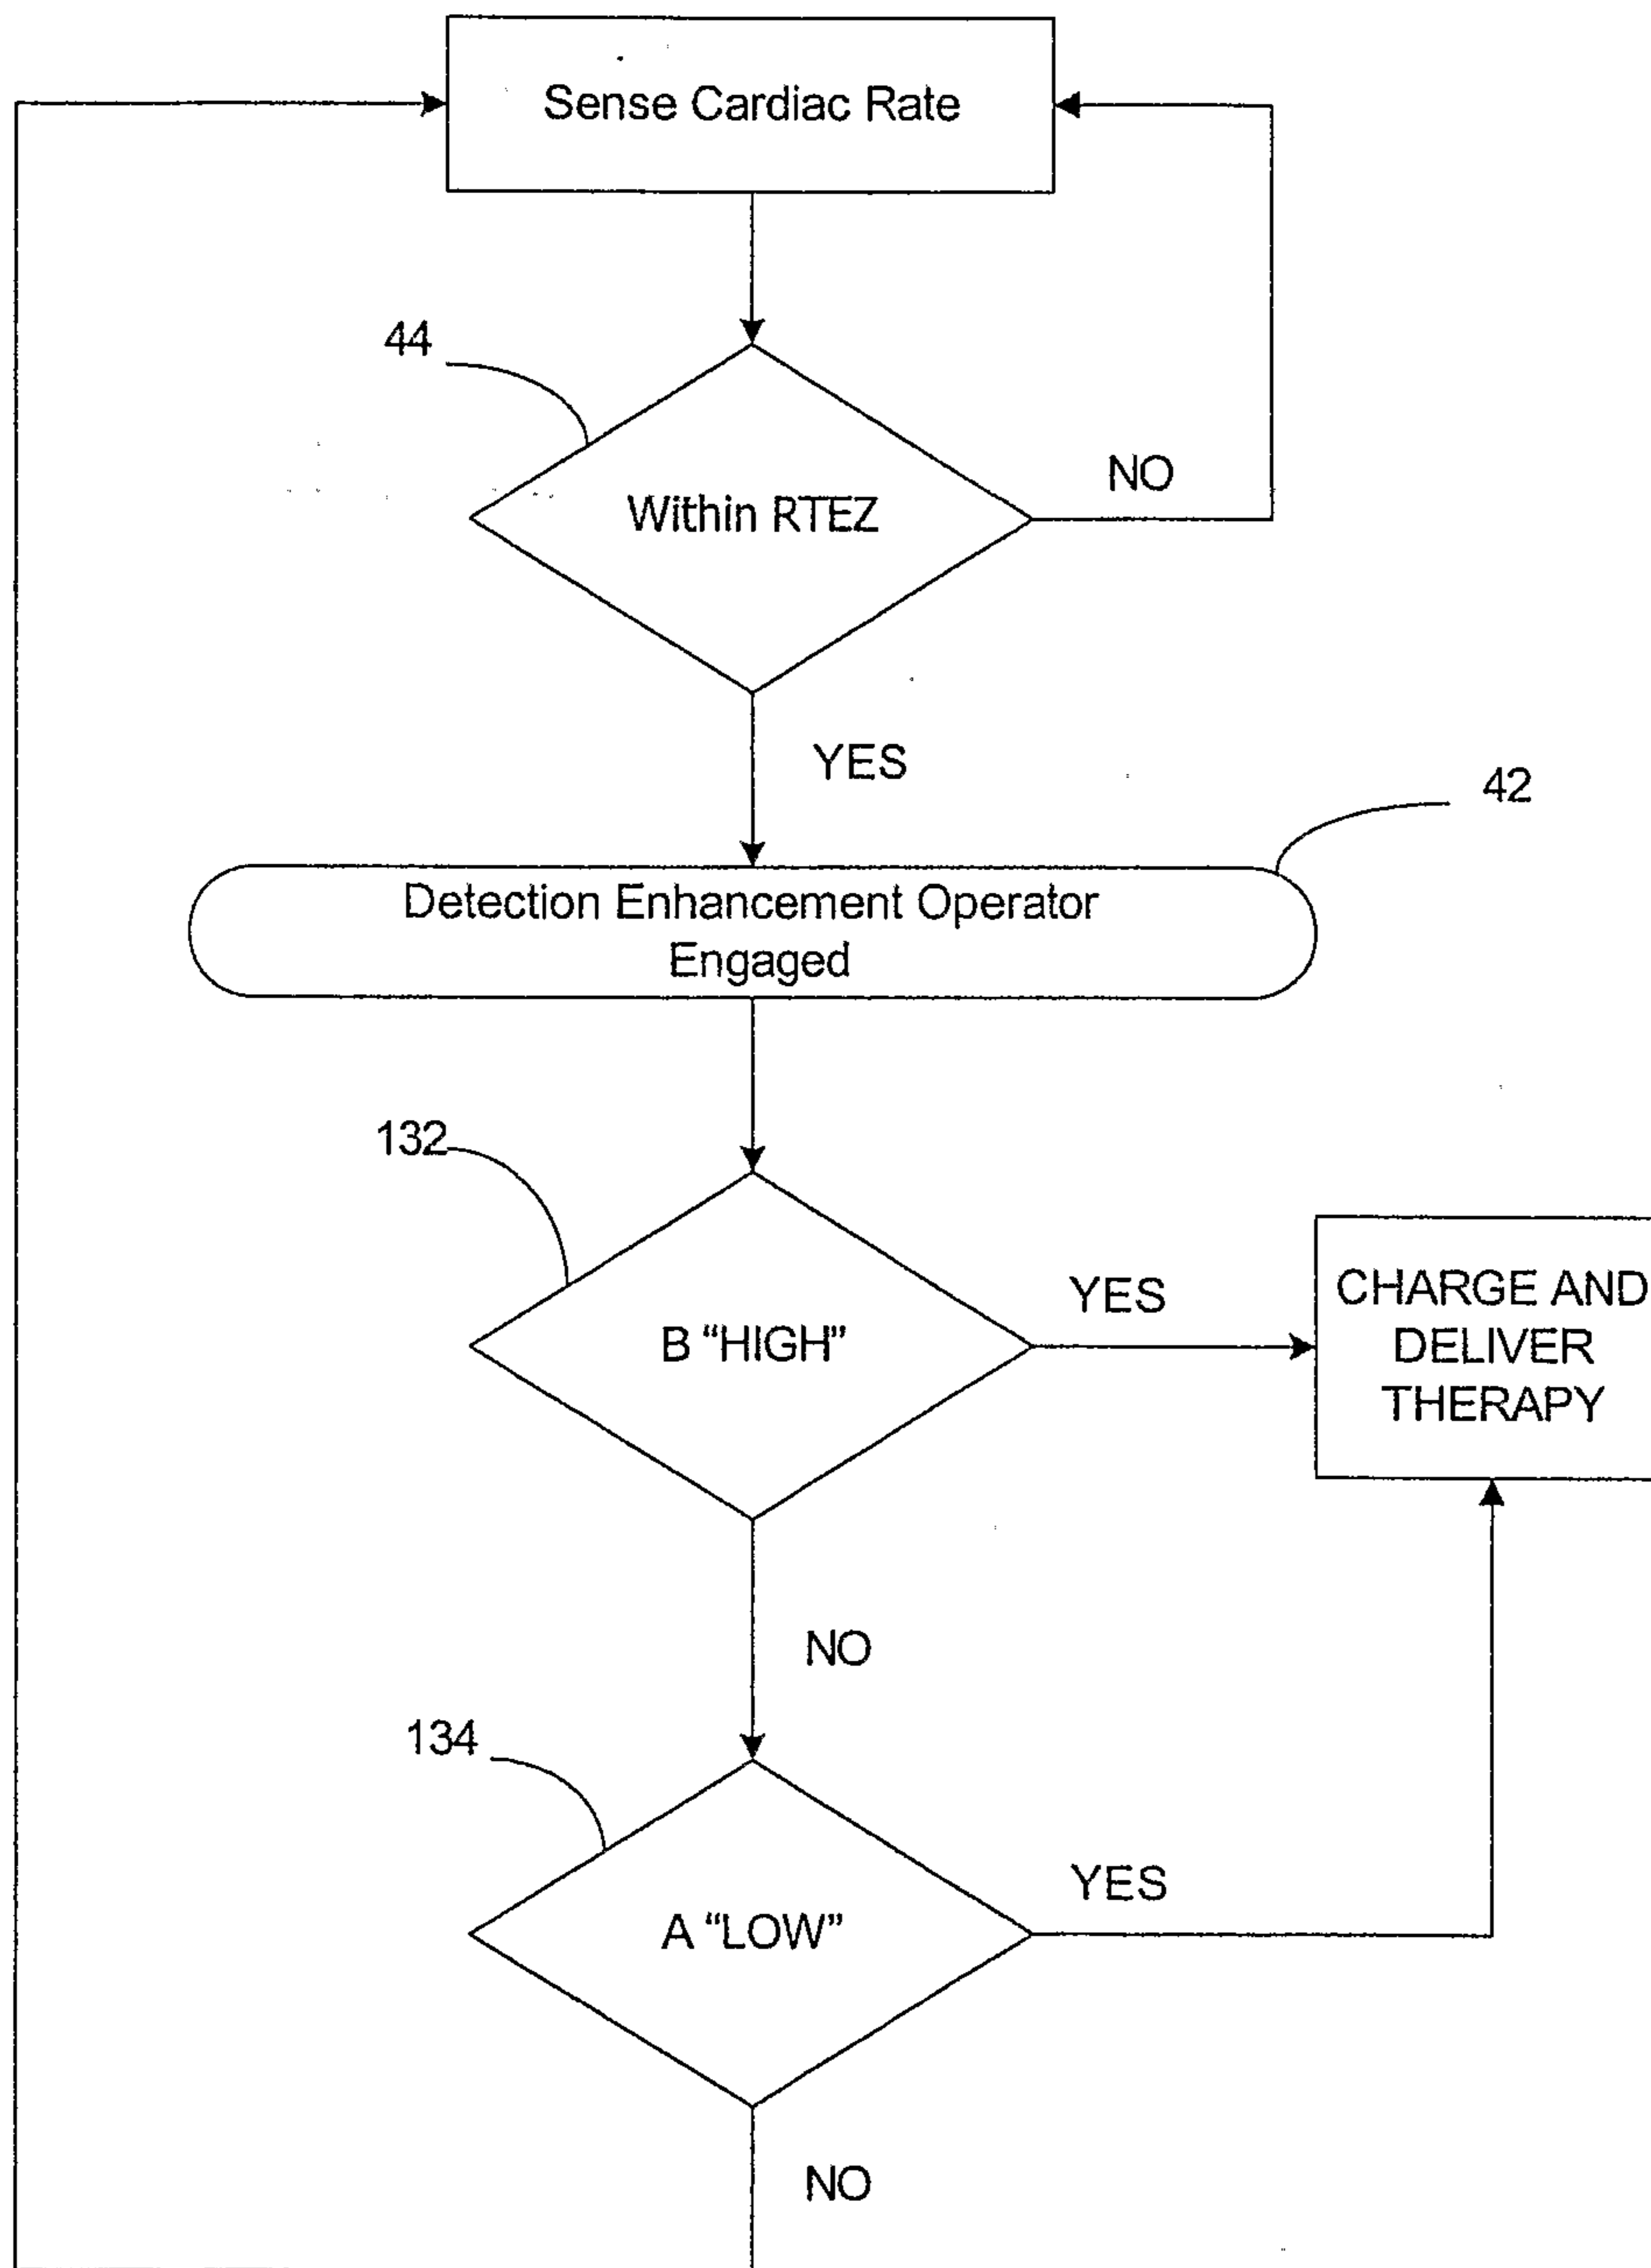 Sense Cardiac Rate
44
Within RTEZ
NO
YES
42
Detection Enhancement Operator
Engaged
132
B “HIGH”
YES
CHARGE AND
DELIVER
THERAPY
NO
134
A “LOW”
YES
NO